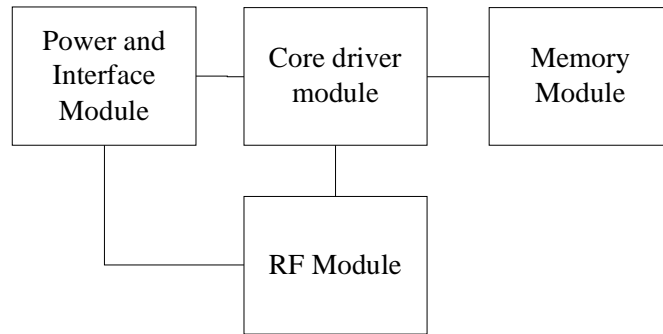 Power and
Interface
Module
Core driver
module
Memory
Module
RF Module